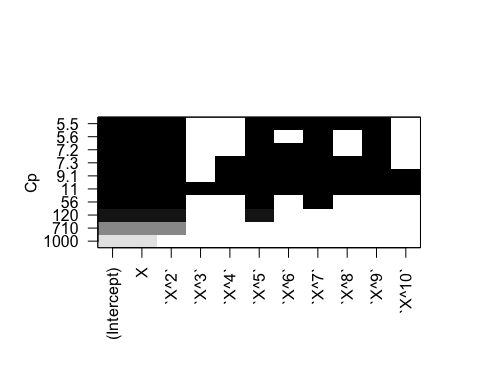 Cp
5.5
5.6
7.2
7.3
9.1
11
56
120
710
1000
(Intercept)
X
`X^2`
`X^3`
`X^4`
`X^5`
`X^6`
`X^7`
`X^8`
`X^9`
`X^10`